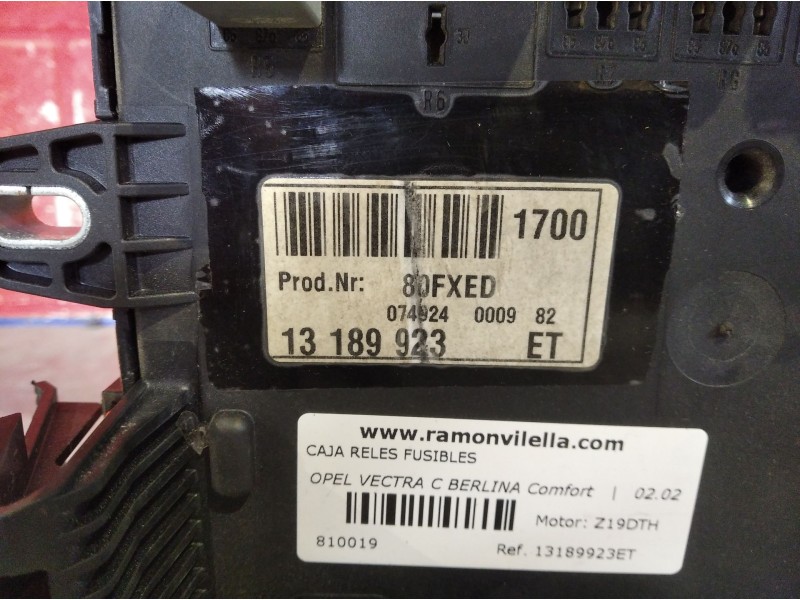 R6
1700
Prod.Nr: 80FXED
074924 0009 82
13 189 923 ET
www.ramonvilella.com
CAJA RELES FUSIBLES
OPEL VECTRA C BERLINA Comfort | 02.02
Motor: Z19DTH
810019
Ref. 13189923ET